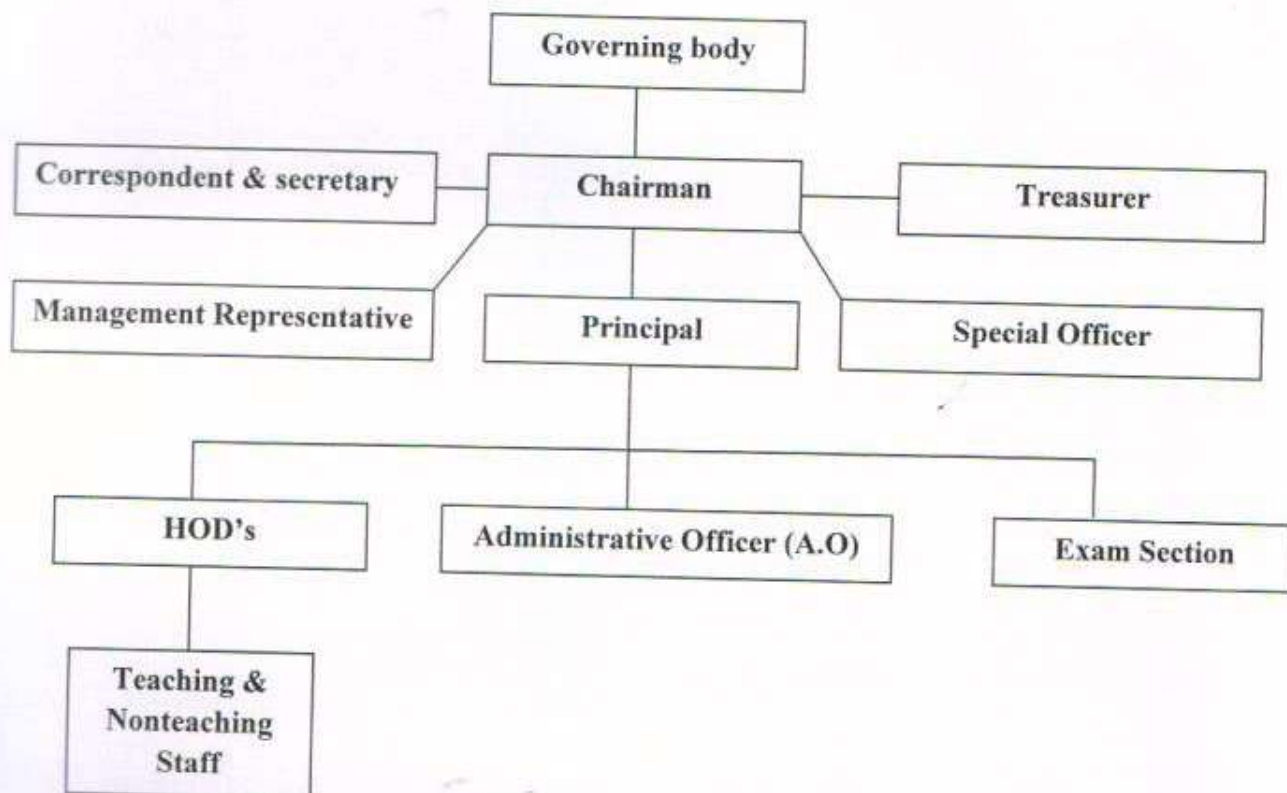 Governing body
Correspondent & secretary
Chairman
Treasurer
Management Representative
Principal
Special Officer
HOD's
Administrative Officer (A.O)
Exam Section
Teaching &
Nonteaching
Staff